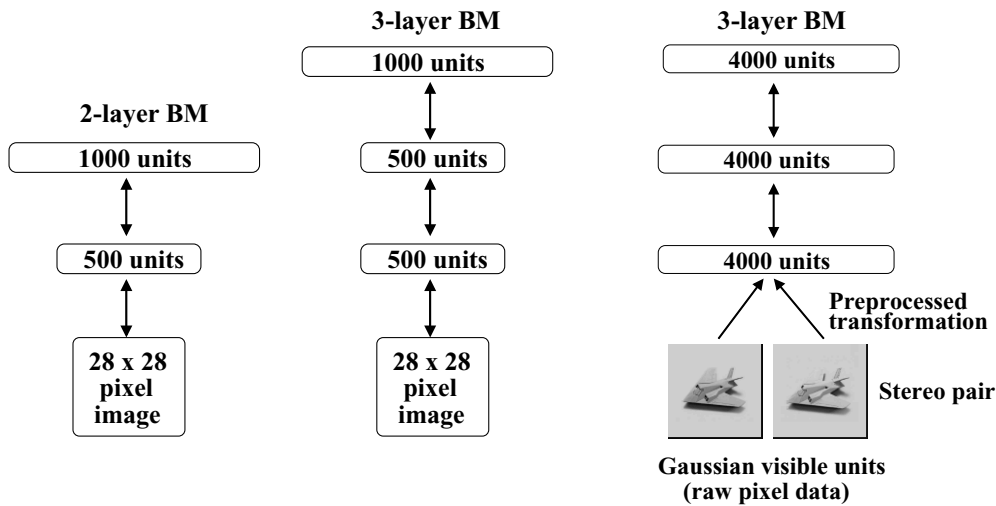 2-layer BM
1000 units
500 units
28 x 28
pixel
image
3-layer BM
1000 units
500 units
500 units
28 x 28
pixel
image
3-layer BM
4000 units
4000 units
4000 units
Preprocessed
transformation
Stereo pair
Gaussian visible units
(raw pixel data)